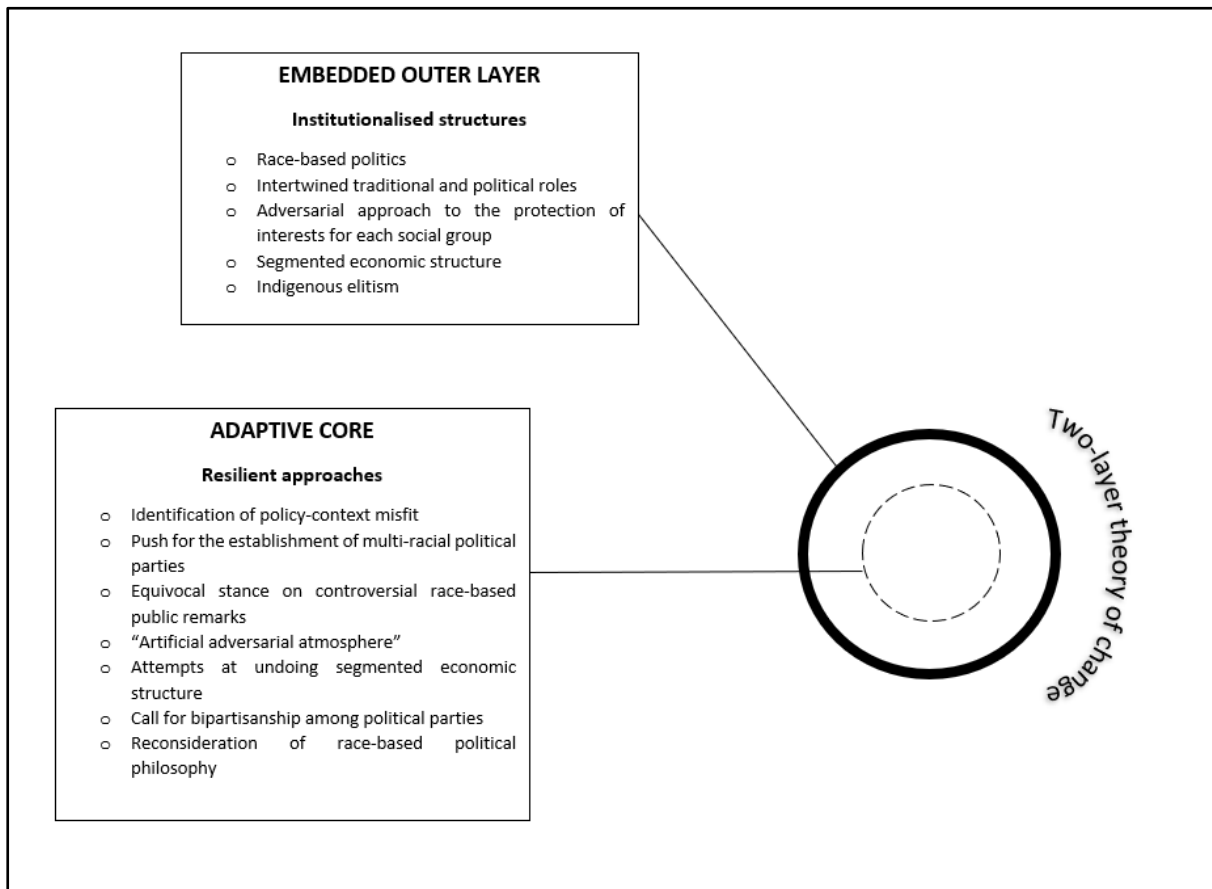 EMBEDDED OUTER LAYER
Institutionalised structures
o Race-based politics
o Intertwined traditional and political roles
o Adversarial approach to the protection of
interests for each social group
o Segmented economic structure
o Indigenous elitism
ADAPTIVE CORE
Resilient approaches
o Identification of policy-context misfit
o Push for the establishment of multi-racial political
parties
o Equivocal stance on controversial race-based
public remarks
o “Artificial adversarial atmosphere”
o Attempts at undoing segmented economic
structure
o Call for bipartisanship among political parties
o Reconsideration of race-based political
philosophy
Two-layer theory of change